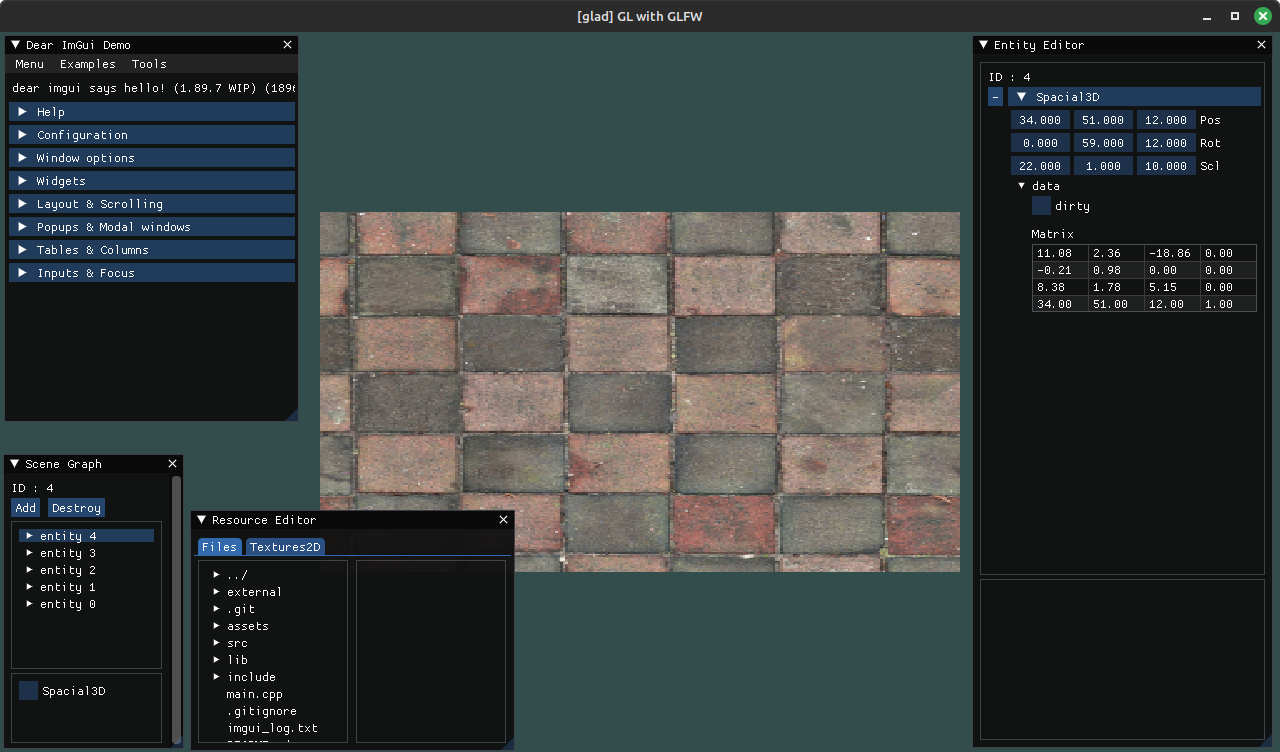 [glad] GL with GLFW
Dear ImGui Demo
Menu Examples Tools
dear imgui says hello! (1.89.7 WIP) (189
Help
Configuration
Window options
Widgets
Layout & Scrolling
Popups & Modal windows
Tables & Columns
Inputs & Focus
Scene Graph
ID : 4
Add Destroy
entity 4
entity 3
entity 2
entity 1
entity 0
Spacial3D
Resource Editor
Files Textures2D
../
external
.git
assets
src
lib
include
main.cpp
.gitignore
imgui_log.txt
Entity Editor
ID : 4
- Spacial3D
34.000 51.000 12.000 Pos
0.000 59.000 12.000 Rot
22.000 1.000 10.000 Scl
data
dirty
Matrix
11.08 2.36 -18.86 0.00
-0.21 0.98 0.00 0.00
8.38 1.78 5.15 0.00
34.00 51.00 12.00 1.00